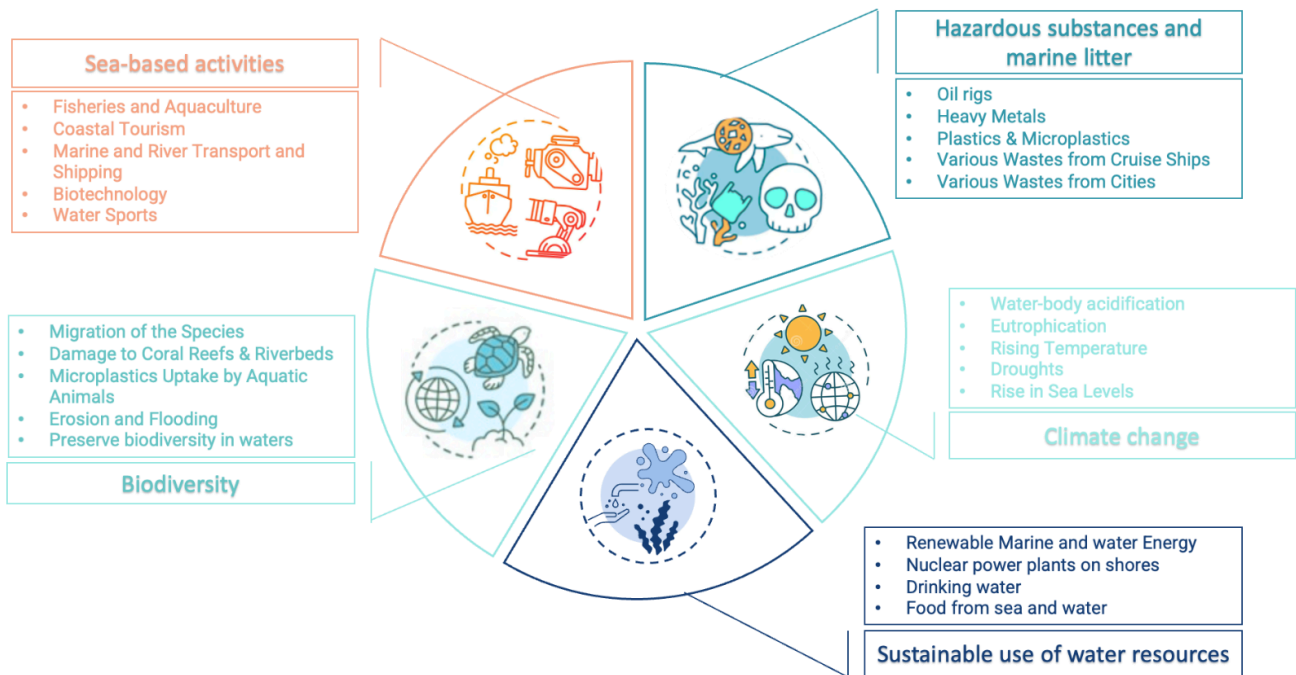 Sea-based activities
• Fisheries and Aquaculture
• Coastal Tourism
• Marine and River Transport and
Shipping
• Biotechnology
• Water Sports
Hazardous substances and
marine litter
• Oil rigs
• Heavy Metals
• Plastics & Microplastics
• Various Wastes from Cruise Ships
• Various Wastes from Cities
• Migration of the Species
• Damage to Coral Reefs & Riverbeds
• Microplastics Uptake by Aquatic
Animals
• Erosion and Flooding
• Preserve biodiversity in waters
Biodiversity
• Water-body acidification
• Eutrophication
• Rising Temperature
• Droughts
• Rise in Sea Levels
Climate change
• Renewable Marine and water Energy
• Nuclear power plants on shores
• Drinking water
• Food from sea and water
Sustainable use of water resources